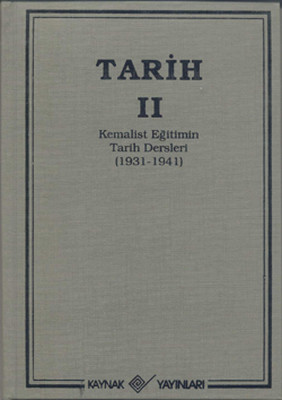 TARİH
II
Kemalist Eğitimin
Tarih Dersleri
(1931-1941)
KAYNAK YAYINLARI